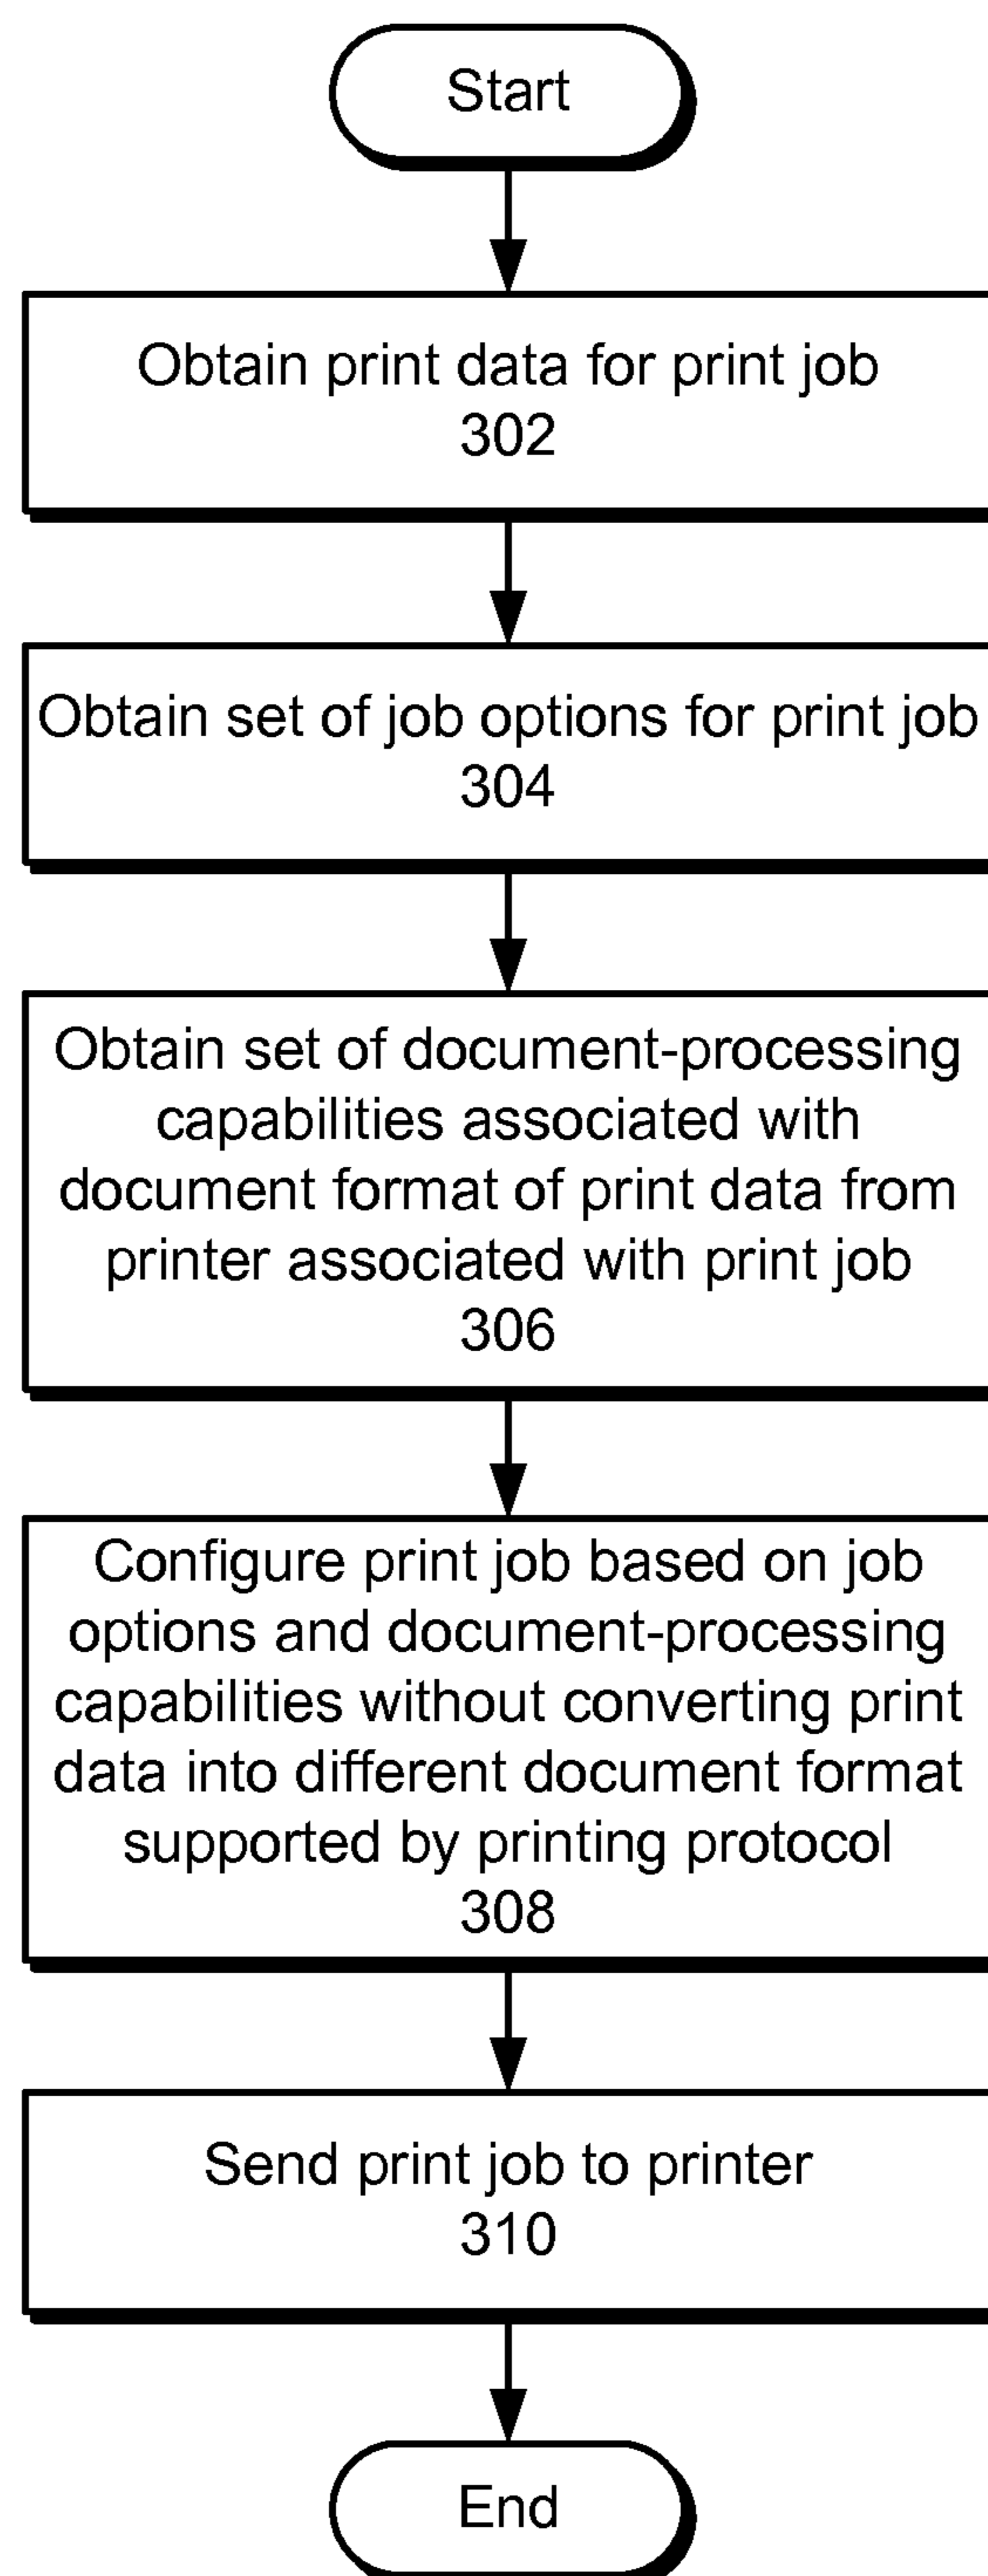 Start
Obtain print data for print job
302
Obtain set of job options for print job
304
Obtain set of document-processing
capabilities associated with
document format of print data from
printer associated with print job
306
Configure print job based on job
options and document-processing
capabilities without converting print
data into different document format
supported by printing protocol
308
Send print job to printer
310
End